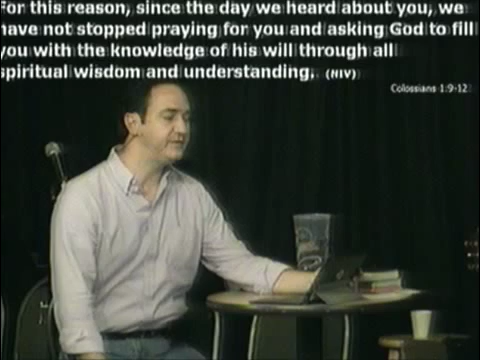 For this reason, since the day we heard about you, we
have not stopped praying for you and asking God to fill
you with the knowledge of his will through all
spiritual wisdom and understanding. (NIV)
Colossians 1:9-12